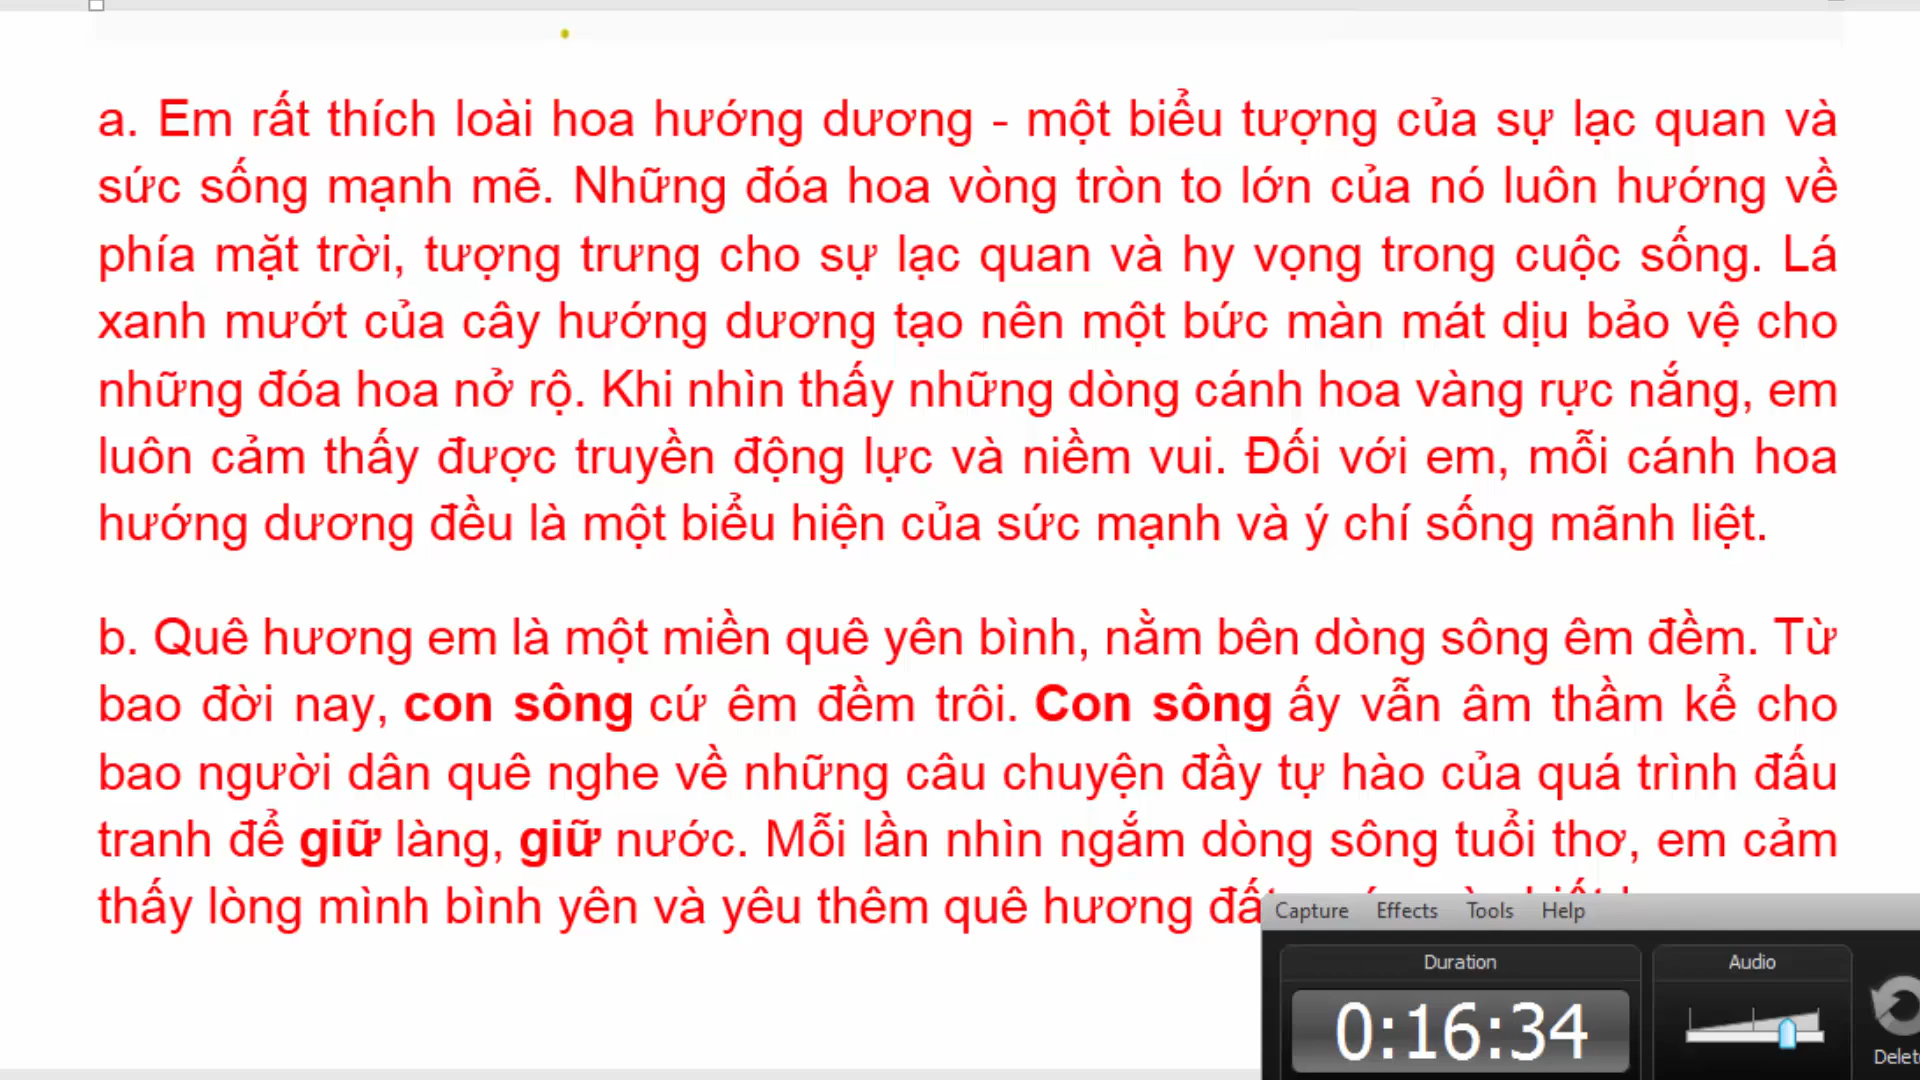 a. Em rất thích loài hoa hướng dương - một biểu tượng của sự lạc quan và
sức sống mạnh mẽ. Những đóa hoa vòng tròn to lớn của nó luôn hướng về
phía mặt trời, tượng trưng cho sự lạc quan và hy vọng trong cuộc sống. Lá
xanh mướt của cây hướng dương tạo nên một bức màn mát dịu bảo vệ cho
những đóa hoa nở rộ. Khi nhìn thấy những dòng cánh hoa vàng rực nắng, em
luôn cảm thấy được truyền động lực và niềm vui. Đối với em, mỗi cánh hoa
hướng dương đều là một biểu hiện của sức mạnh và ý chí sống mãnh liệt.
b. Quê hương em là một miền quê yên bình, nằm bên dòng sông êm đềm. Từ
bao đời nay, con sông cứ êm đềm trôi. Con sông ấy vẫn âm thầm kể cho
bao người dân quê nghe về những câu chuyện đầy tự hào của quá trình đấu
tranh để giữ làng, giữ nước. Mỗi lần nhìn ngắm dòng sông tuổi thơ, em cảm
thấy lòng mình bình yên và yêu thêm quê hương
Capture Effects Tools Help
Duration
Audio
0:16:34